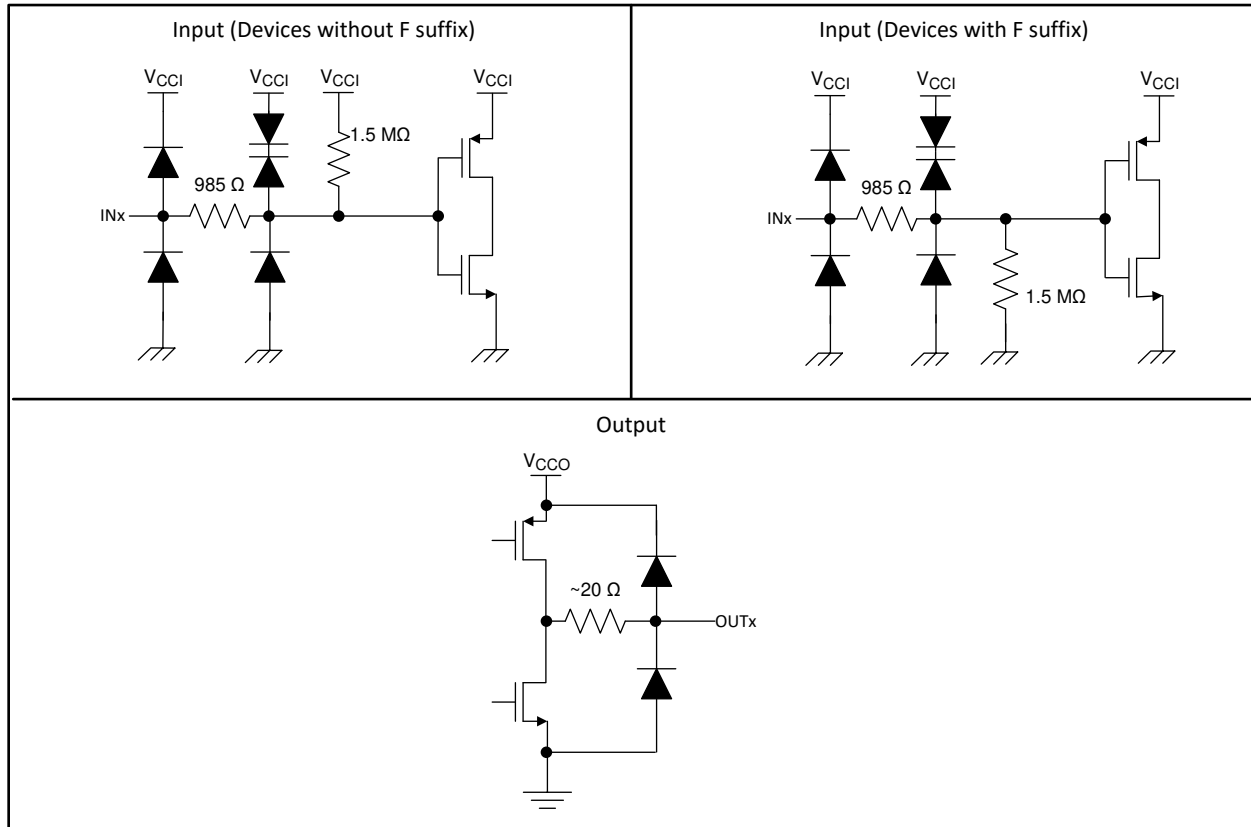 Input (Devices without F suffix)
Input (Devices with F suffix)
VCCI
VCCI
VCCI
VCCI
1.5 MΩ
985 Ω
INx
VCCI
VCCI
VCCI
985 Ω
INx
1.5 MΩ
Output
VCCO
~20 Ω
OUTx